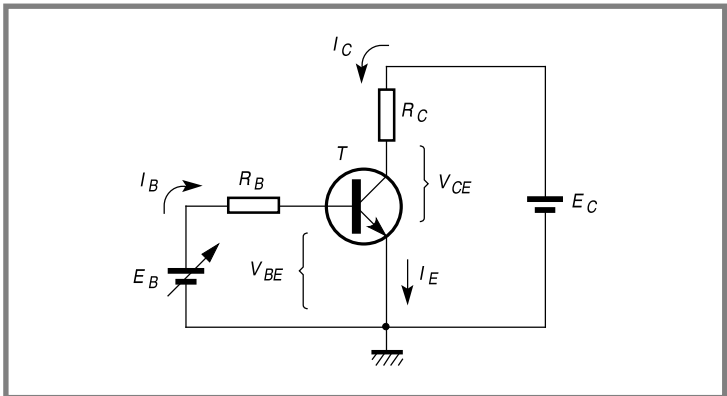 I_C
R_C
T
V_CE
I_B
R_B
E_C
V_BE
I_E
E_B